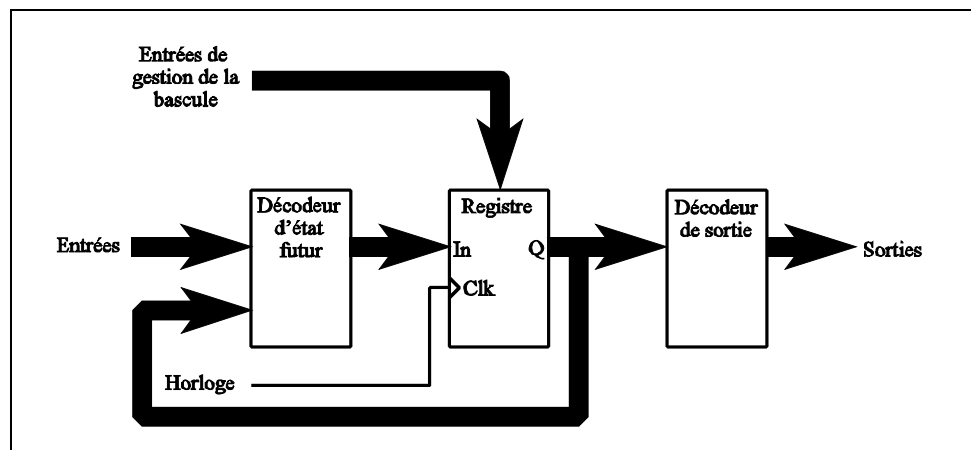 Entrées de
gestion de la
bascule
Décodeur
d'état
futur
Registre
Décodeur
de sortie
Entrées
In
Q
Sorties
Clk
Horloge